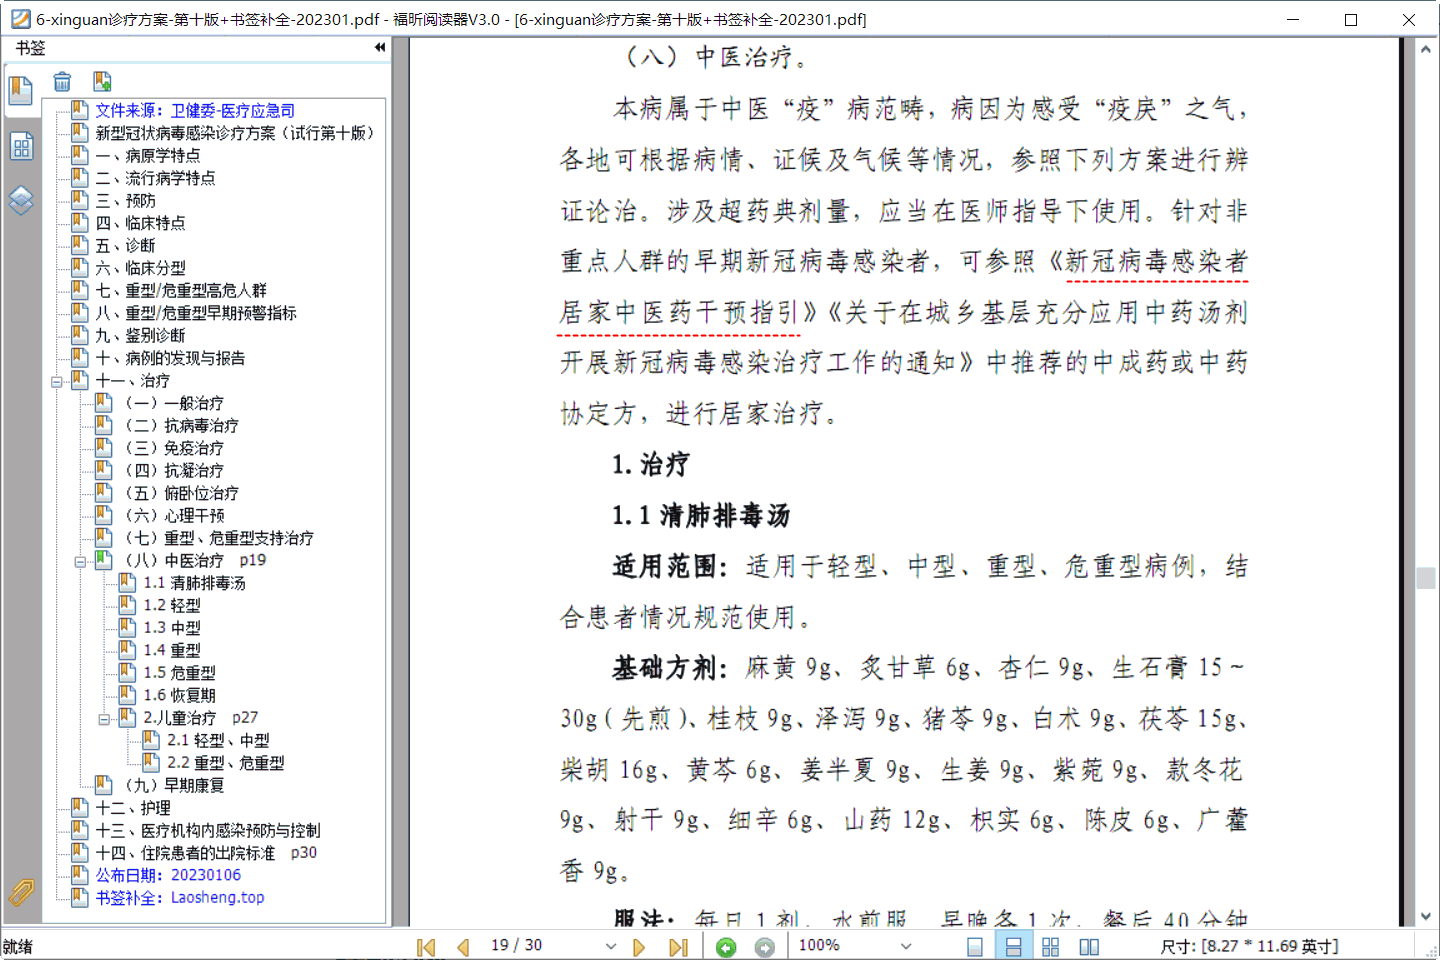 6-xinguan诊疗方案-第十版+书签补全-202301.pdf - 福昕阅读器V3.0 - [6-xinguan诊疗方案-第十版+书签补全-202301.pdf]
书签
文件来源：卫健委-医疗应急司
新型冠状病毒感染诊疗方案（试行第十版）
一、病原学特点
二、流行病学特点
三、预防
四、临床特点
五、诊断
六、临床分型
七、重型/危重型高危人群
八、重型/危重型早期预警指标
九、鉴别诊断
十、病例的发现与报告
十一、治疗
（一）一般治疗
（二）抗病毒治疗
（三）免疫治疗
（四）抗凝治疗
（五）俯卧位治疗
（六）心理干预
（七）重型、危重型支持治疗
（八）中医治疗 p19
1.1 清肺排毒汤
1.2 轻型
1.3 中型
1.4 重型
1.5 危重型
1.6 恢复期
2.儿童治疗 p27
2.1 轻型、中型
2.2 重型、危重型
（九）早期康复
十二、护理
十三、医疗机构内感染预防与控制
十四、住院患者的出院标准 p30
公布日期：20230106
书签补全：Laosheng.top
（八）中医治疗。
本病属于中医“疫”病范畴，病因为感受“疫戾”之气，
各地可根据病情、证候及气候等情况，参照下列方案进行辨
证论治。涉及超药典剂量，应当在医师指导下使用。针对非
重点人群的早期新冠病毒感染者，可参照《新冠病毒感染者
居家中医药干预指引》《关于在城乡基层充分应用中药汤剂
开展新冠病毒感染治疗工作的通知》中推荐的中成药或中药
协定方，进行居家治疗。
1.治疗
1.1 清肺排毒汤
适用范围：适用于轻型、中型、重型、危重型病例，结
合患者情况规范使用。
基础方剂：麻黄 9g、炙甘草 6g、杏仁 9g、生石膏 15～
30g（先煎）、桂枝 9g、泽泻 9g、猪苓 9g、白术 9g、茯苓 15g、
柴胡 16g、黄芩 6g、姜半夏 9g、生姜 9g、紫菀 9g、款冬花
9g、射干 9g、细辛 6g、山药 12g、枳实 6g、陈皮 6g、广藿
香 9g。
服法：每日 1 剂，水煎服，早晚各 1 次，餐后 40 分钟
就绪
19 / 30
100%
尺寸: [8.27 * 11.69 英寸]